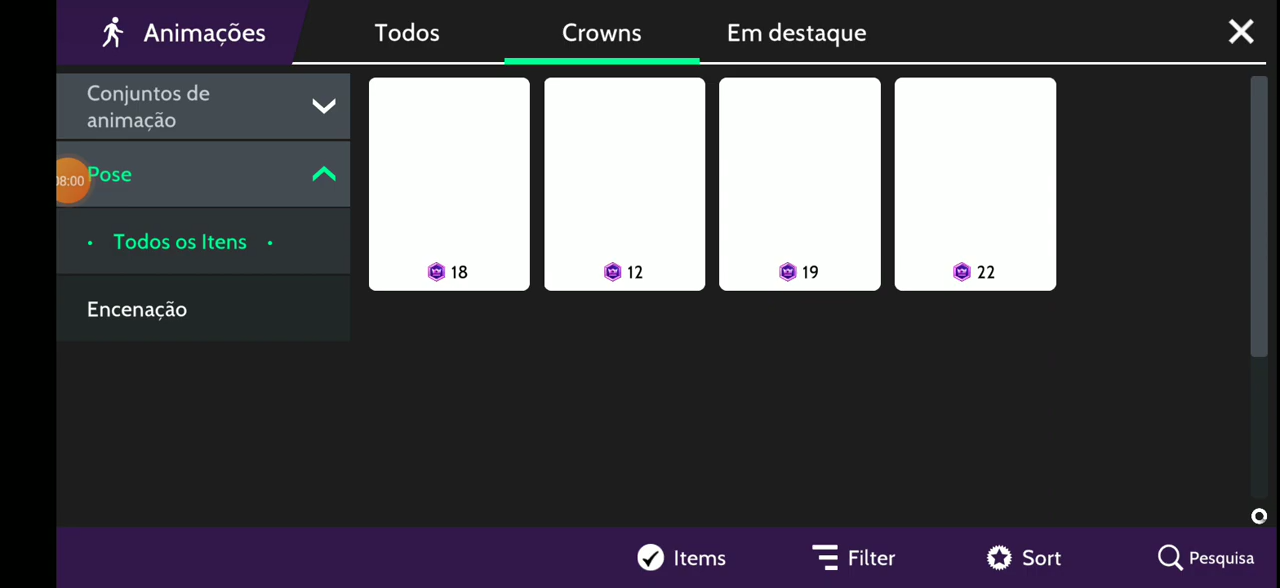 Animações
Todos
Crowns
Em destaque
Conjuntos de
animação
08:00
Pose
Todos os Itens
Encenação
18
12
19
22
Items
Filter
Sort
Pesquisa